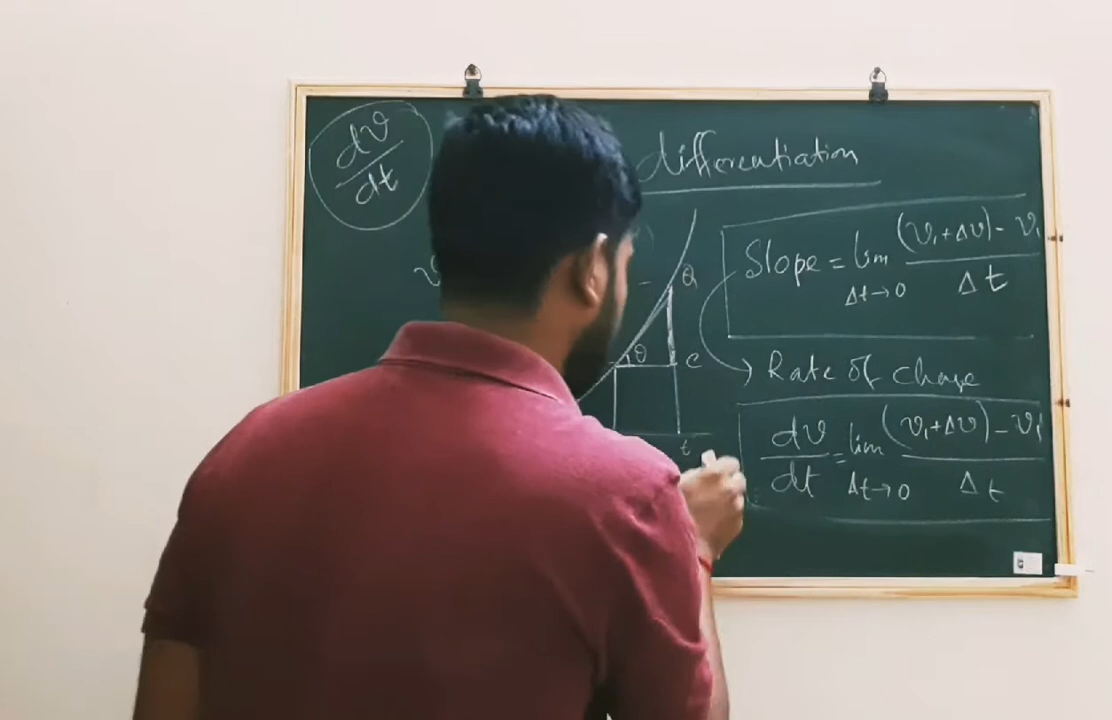 dv
dt
differentiation
Slope = lim (v₁+Δv) - v₁
Δt→0 Δt
Q
θ c
Rate of change
t
dv/dt = lim (v₁+Δv) - v₁
Δt→0 Δt
v